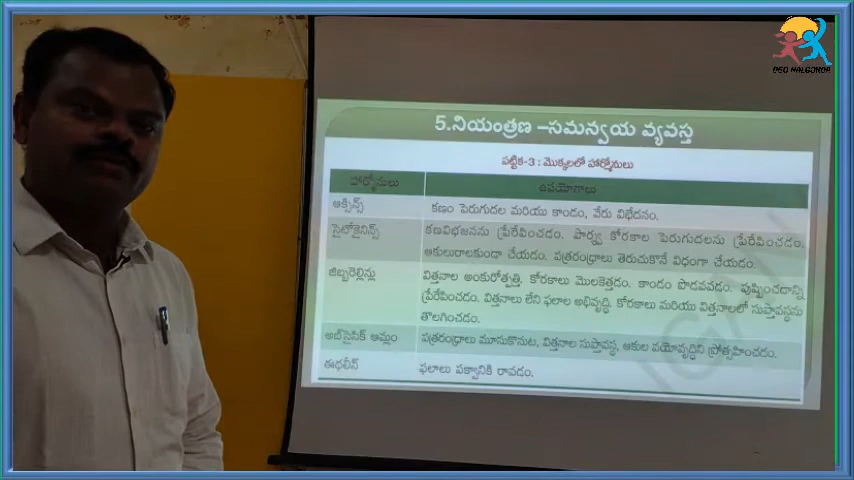 DEO NALGONDA
5.నియంత్రణ –సమన్వయ వ్యవస్త
పట్టిక-3 : మొక్కలలో హార్మోనులు
హార్మోనులు ఉపయోగాలు
ఆక్సిన్స్ కణం పెరుగుదల మరియు కాండం, వేరు విభేదనం.
సైటోకైనిన్స్ కణవిభజనను ప్రేరేపించడం. పార్శ్వ కోరకాల పెరుగుదలను ప్రేరేపించడం.
ఆకులురాలకుండా చేయడం. పత్రరంధ్రాలు తెరుచుకొనే విధంగా చేయడం.
జిబ్బరెల్లిన్లు విత్తనాల అంకురోత్పత్తి. కోరకాలు మొలకెత్తడం. కాండం పొడవవడం. పుష్పించడాన్ని
ప్రేరేపించడం. విత్తనాలు లేని ఫలాల అభివృద్ధి. కోరకాలు మరియు విత్తనాలలో సుప్తావస్థను
తొలగించడం.
అబ్‌సైసిక్ ఆమ్లం పత్రరంధ్రాలు మూసుకొనుట, విత్తనాల సుప్తావస్థ, ఆకుల వయోవృద్ధిని ప్రోత్సహించడం.
ఈథలీన్ ఫలాలు పక్వానికి రావడం.